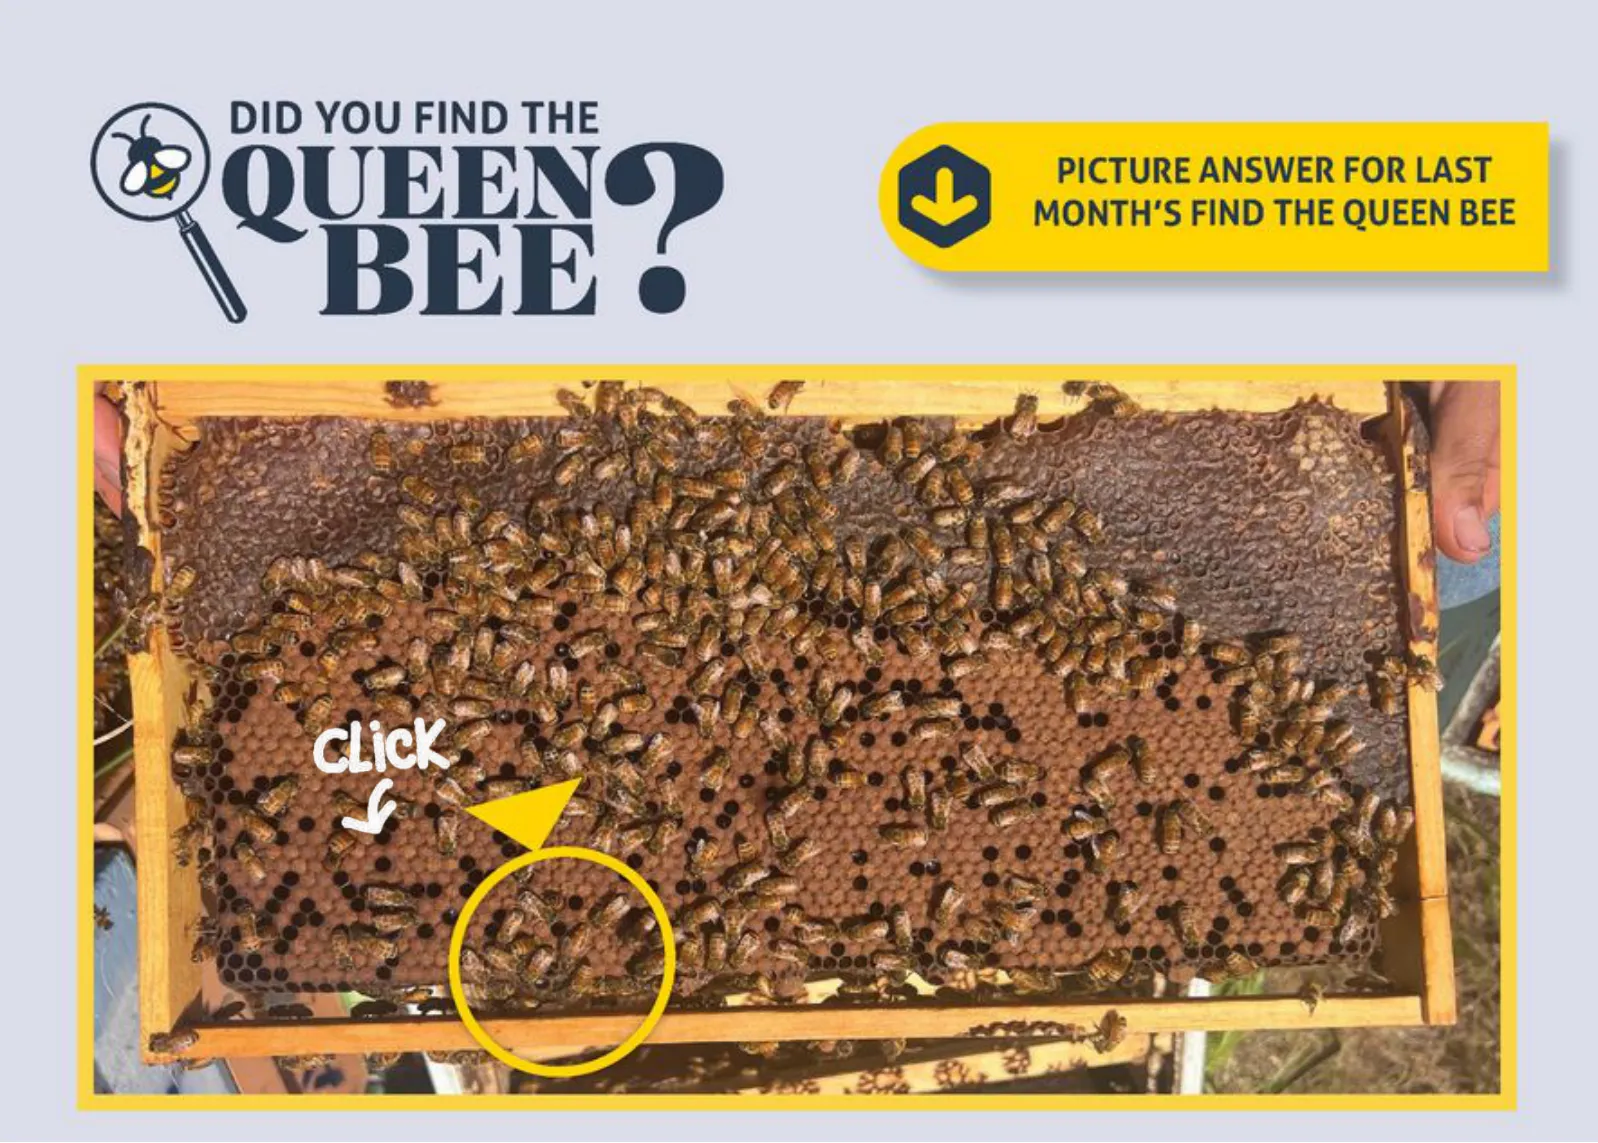 DID YOU FIND THE
QUEEN
BEE?
PICTURE ANSWER FOR LAST
MONTH'S FIND THE QUEEN BEE
CLicK